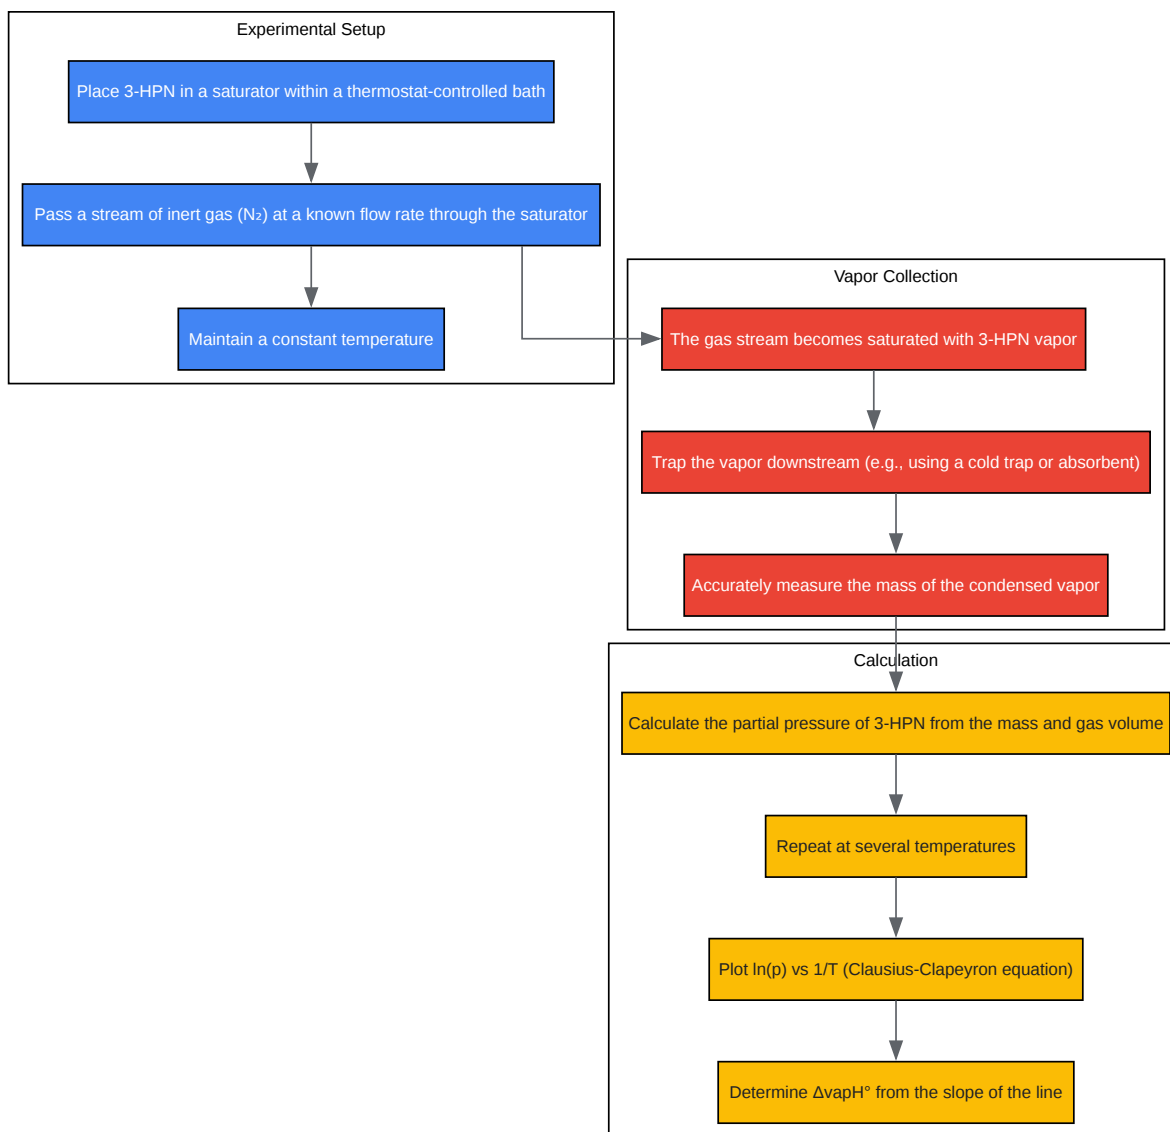 Experimental Setup
Place 3-HPN in a saturator within a thermostat-controlled bath
Pass a stream of inert gas (N₂) at a known flow rate through the saturator
Maintain a constant temperature
Vapor Collection
The gas stream becomes saturated with 3-HPN vapor
Trap the vapor downstream (e.g., using a cold trap or absorbent)
Accurately measure the mass of the condensed vapor
Calculation
Calculate the partial pressure of 3-HPN from the mass and gas volume
Repeat at several temperatures
Plot ln(p) vs 1/T (Clausius-Clapeyron equation)
Determine ΔvapH° from the slope of the line